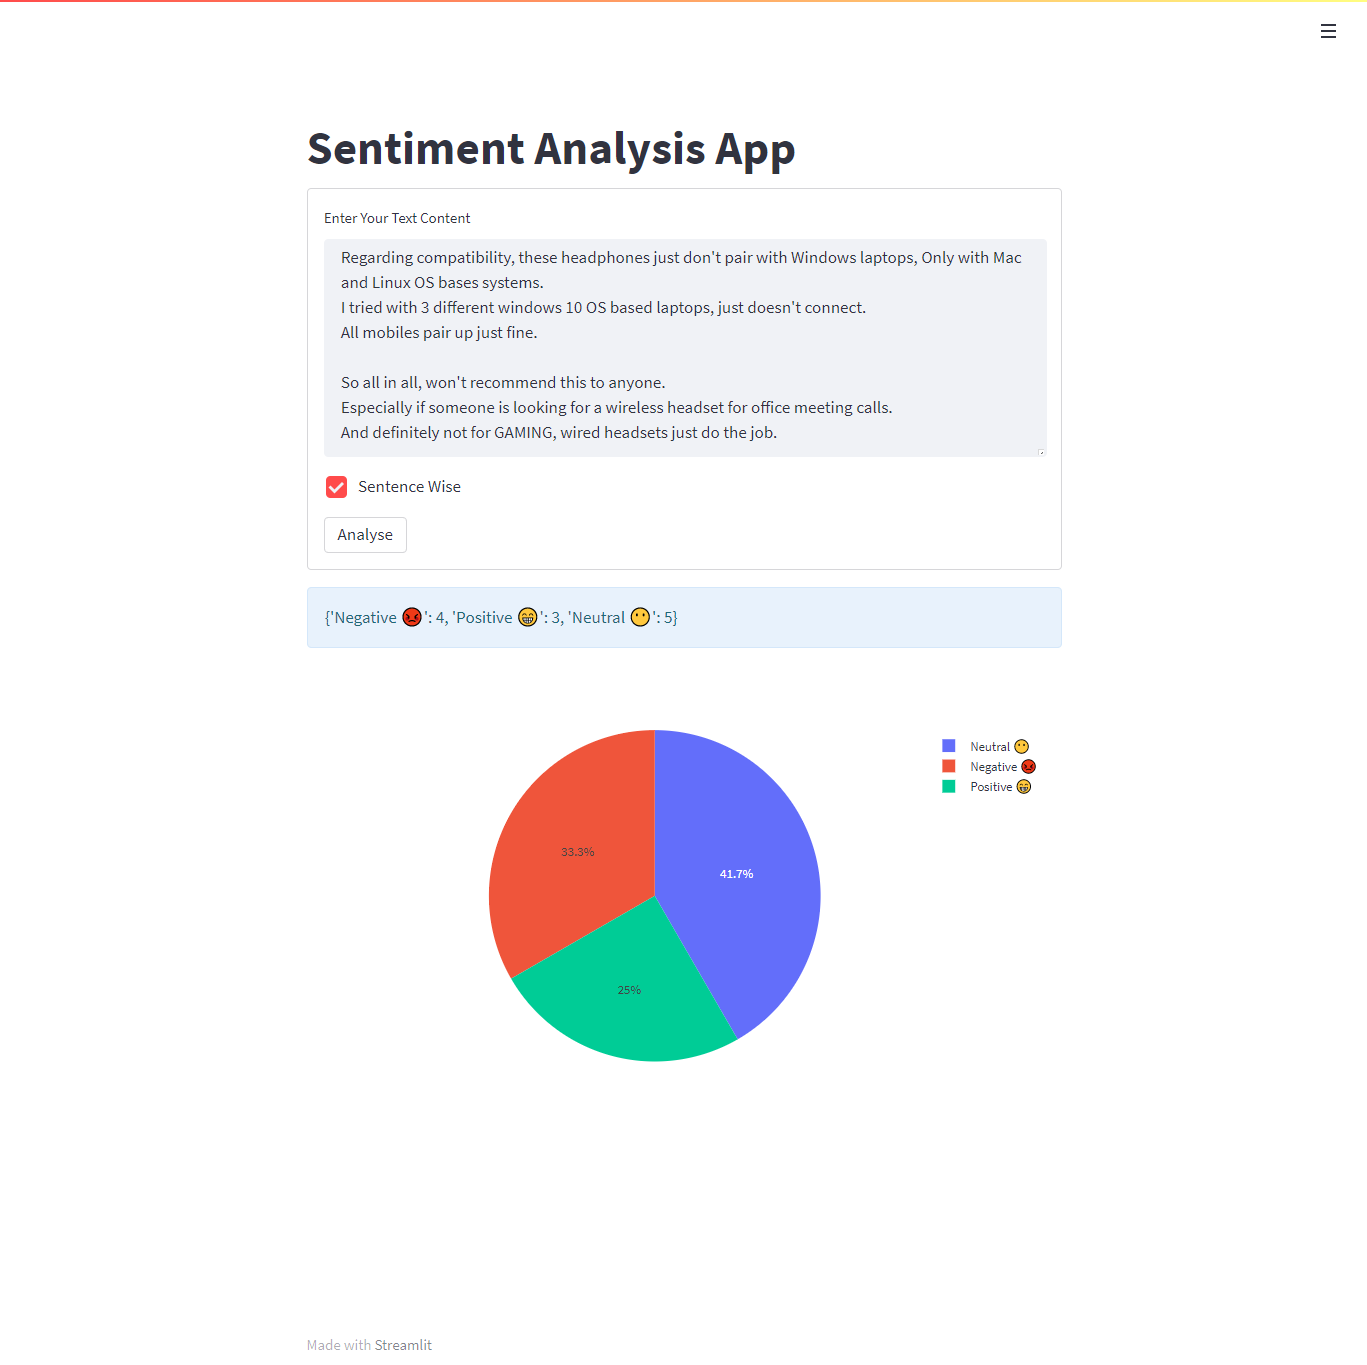 Sentiment Analysis App
Enter Your Text Content
Regarding compatibility, these headphones just don't pair with Windows laptops, Only with Mac
and Linux OS bases systems.
I tried with 3 different windows 10 OS based laptops, just doesn't connect.
All mobiles pair up just fine.
So all in all, won't recommend this to anyone.
Especially if someone is looking for a wireless headset for office meeting calls.
And definitely not for GAMING, wired headsets just do the job.
Sentence Wise
Analyse
{'Negative 😡': 4, 'Positive 😁': 3, 'Neutral 😶': 5}
Neutral 😶
Negative 😡
Positive 😁
33.3%
41.7%
25%
Made with Streamlit